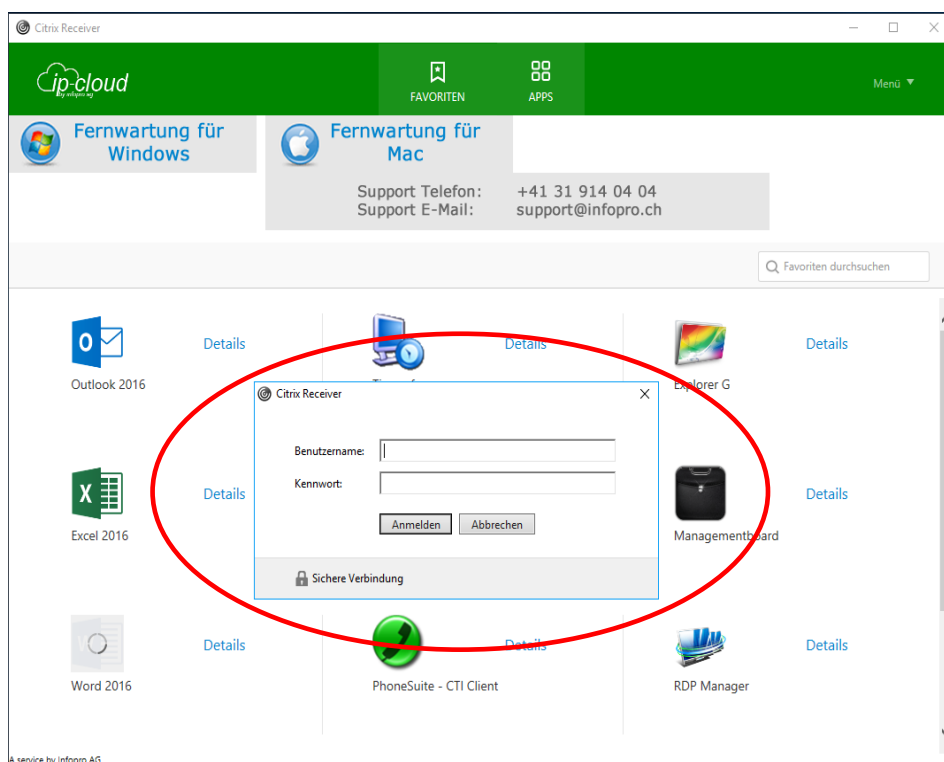 Citrix Receiver
ip-cloud
by infopro ag
FAVORITEN
APPS
Menü
Fernwartung für
Windows
Fernwartung für
Mac
Support Telefon: +41 31 914 04 04
Support E-Mail: support@infopro.ch
Favoriten durchsuchen
Details
Details
Details
Outlook 2016
Explorer G
Citrix Receiver
Benutzername:
Kennwort:
Anmelden
Abbrechen
Sichere Verbindung
Details
Details
Excel 2016
Managementboard
Details
Details
Details
Word 2016
PhoneSuite - CTI Client
RDP Manager
A service by infopro AG